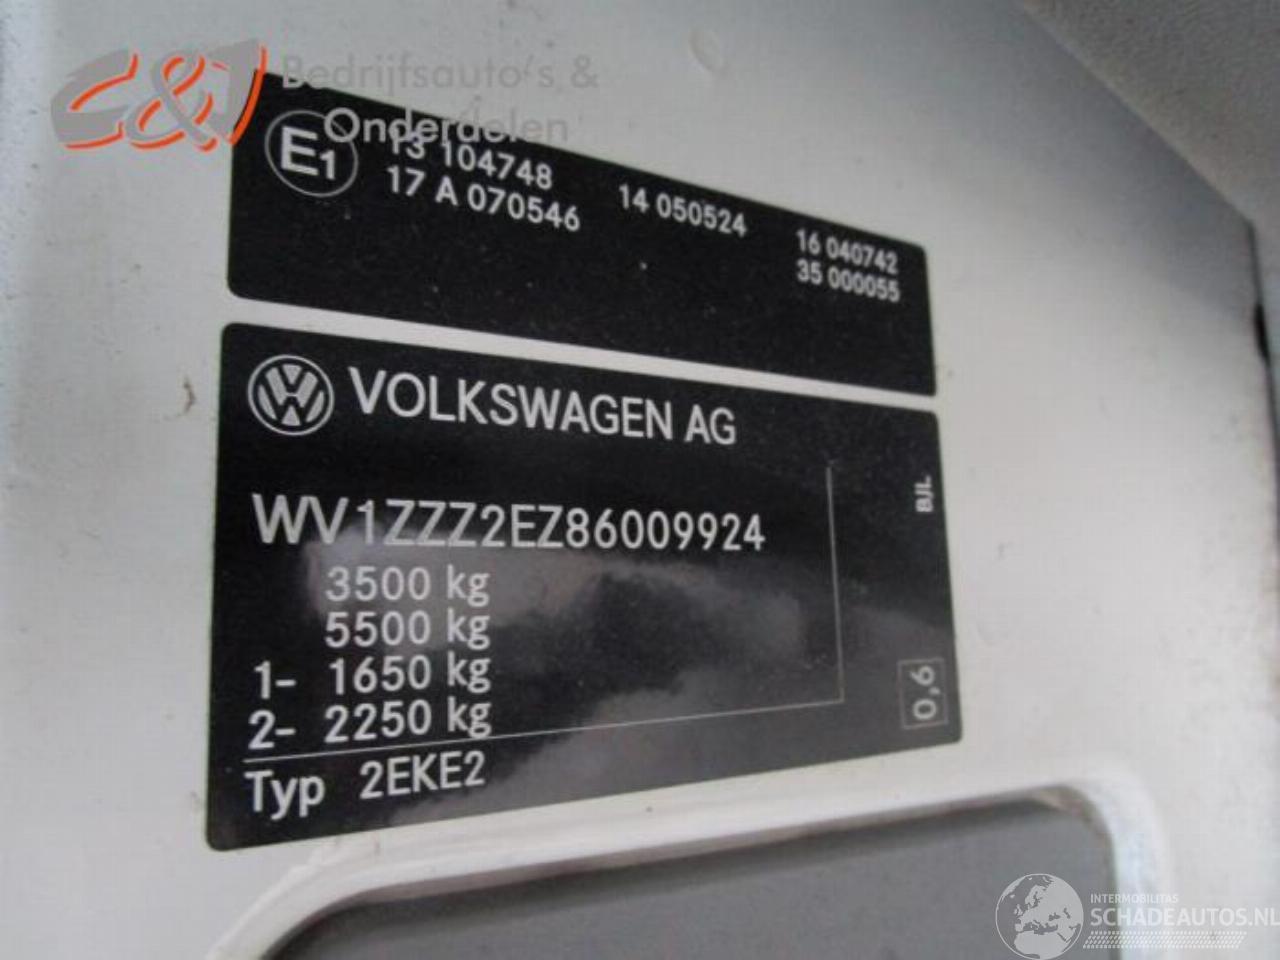 C&J Bedrijfsauto's &
Onderdelen
E1
13 104748
17 A 070546
14 050524
16 040742
35 000055
VW VOLKSWAGEN AG
WV1ZZZ2EZ86009924
3500 kg
5500 kg
1- 1650 kg
2- 2250 kg
Typ 2EKE2
B/L
0,6
INTERMOBILITAS
SCHADEAUTOS.NL